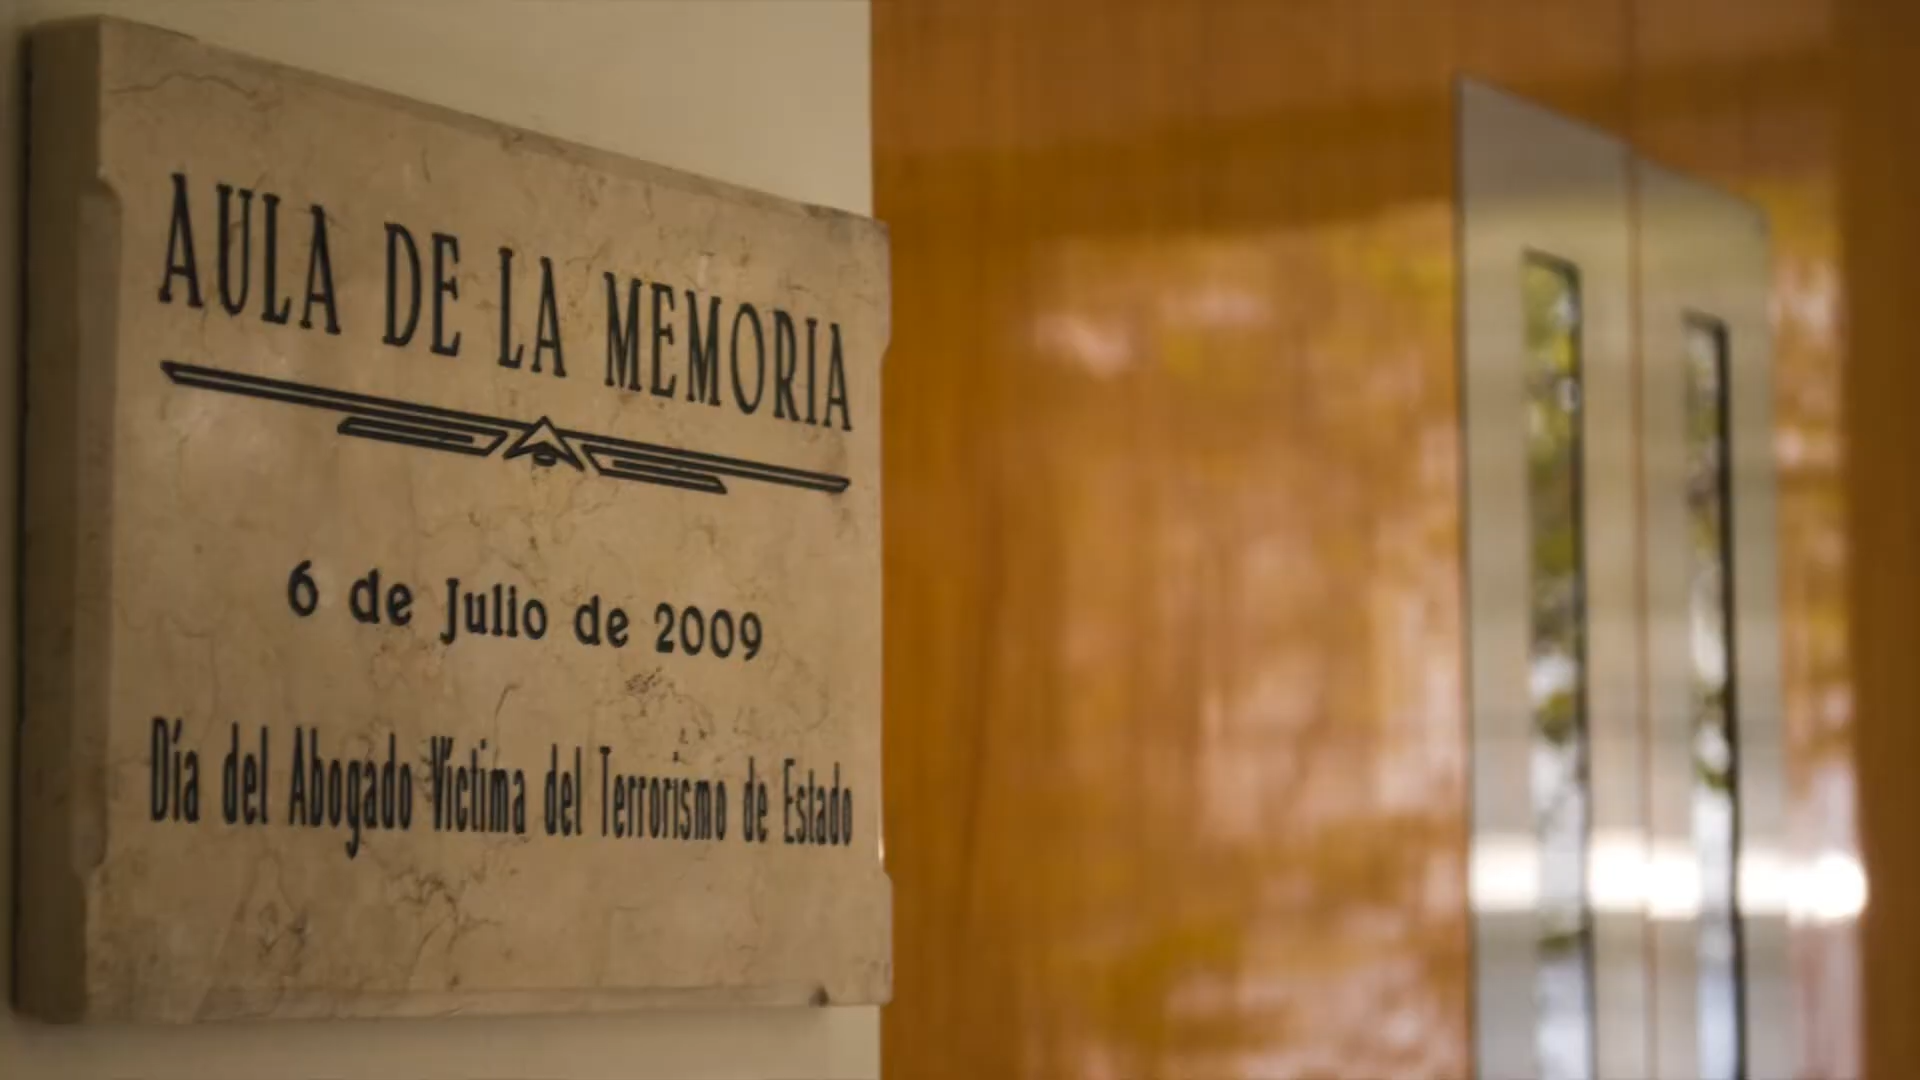 AULA DE LA MEMORIA
6 de Julio de 2009
Día del Abogado Víctima del Terrorismo de Estado